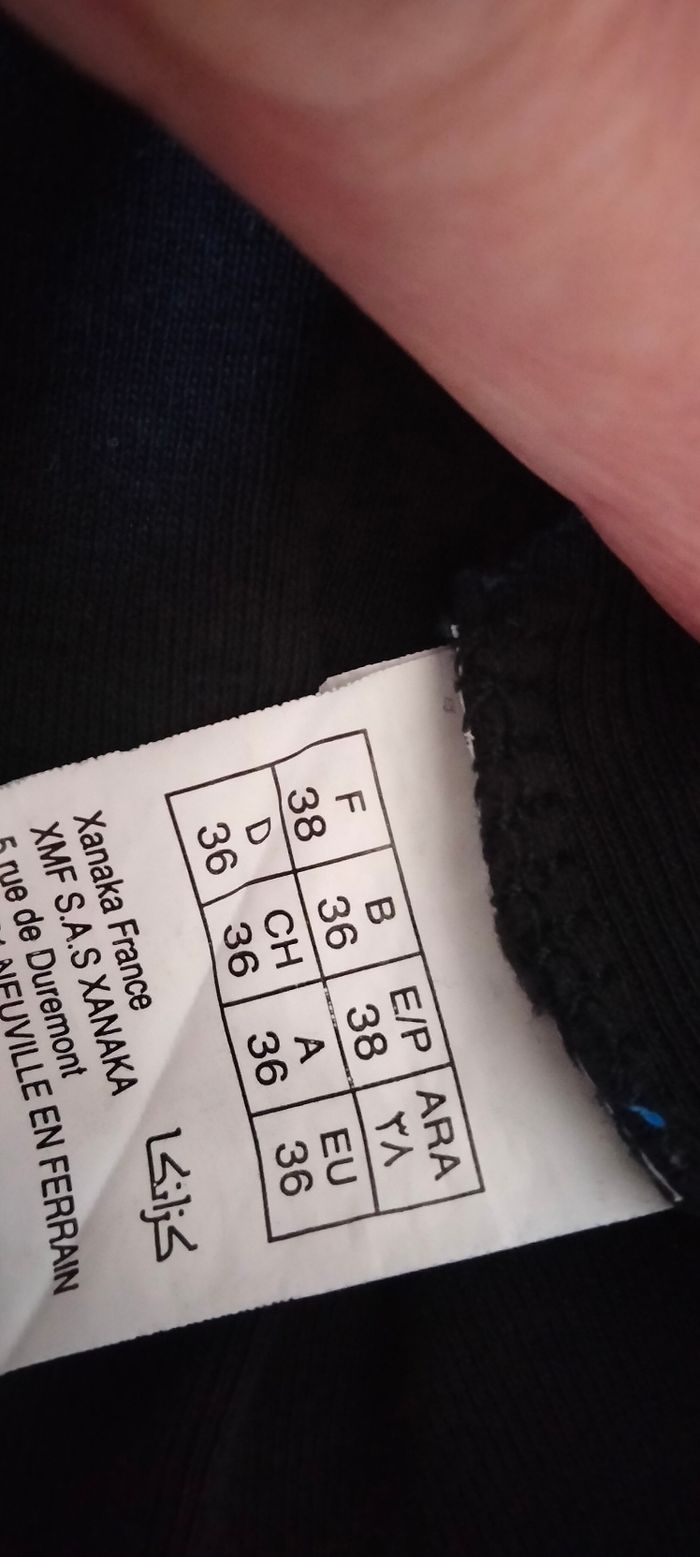 F B E/P ARA
38 36 38 ٣٨
D CH A EU
36 36 36 36
كزانكا
Xanaka France
XMF S.A.S XANAKA
5 rue de Duremont
NEUVILLE EN FERRAIN